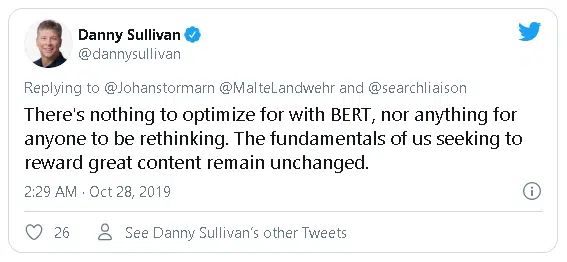 Danny Sullivan
@dannysullivan
Replying to @Johanstormarn @MalteLandwehr and @searchliaison
There's nothing to optimize for with BERT, nor anything for
anyone to be rethinking. The fundamentals of us seeking to
reward great content remain unchanged.
2:29 AM · Oct 28, 2019
26 See Danny Sullivan's other Tweets